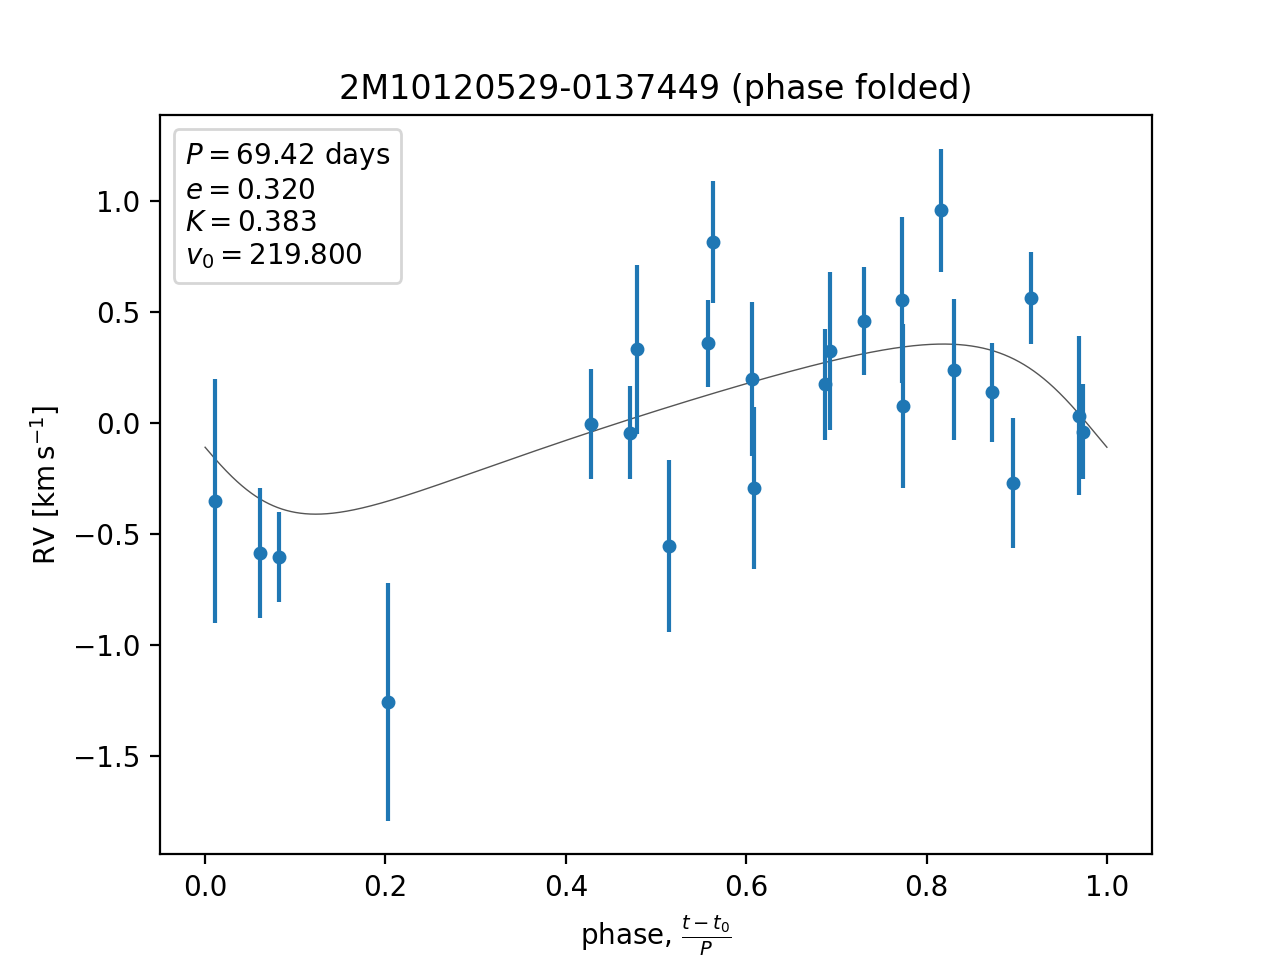 2M10120529-0137449 (phase folded)
P = 69.42 days
e = 0.320
K = 0.383
v₀ = 219.800
1.0
0.5
0.0
−0.5
−1.0
−1.5
RV [km s⁻¹]
0.0 0.2 0.4 0.6 0.8 1.0
phase, (t − t₀)/P